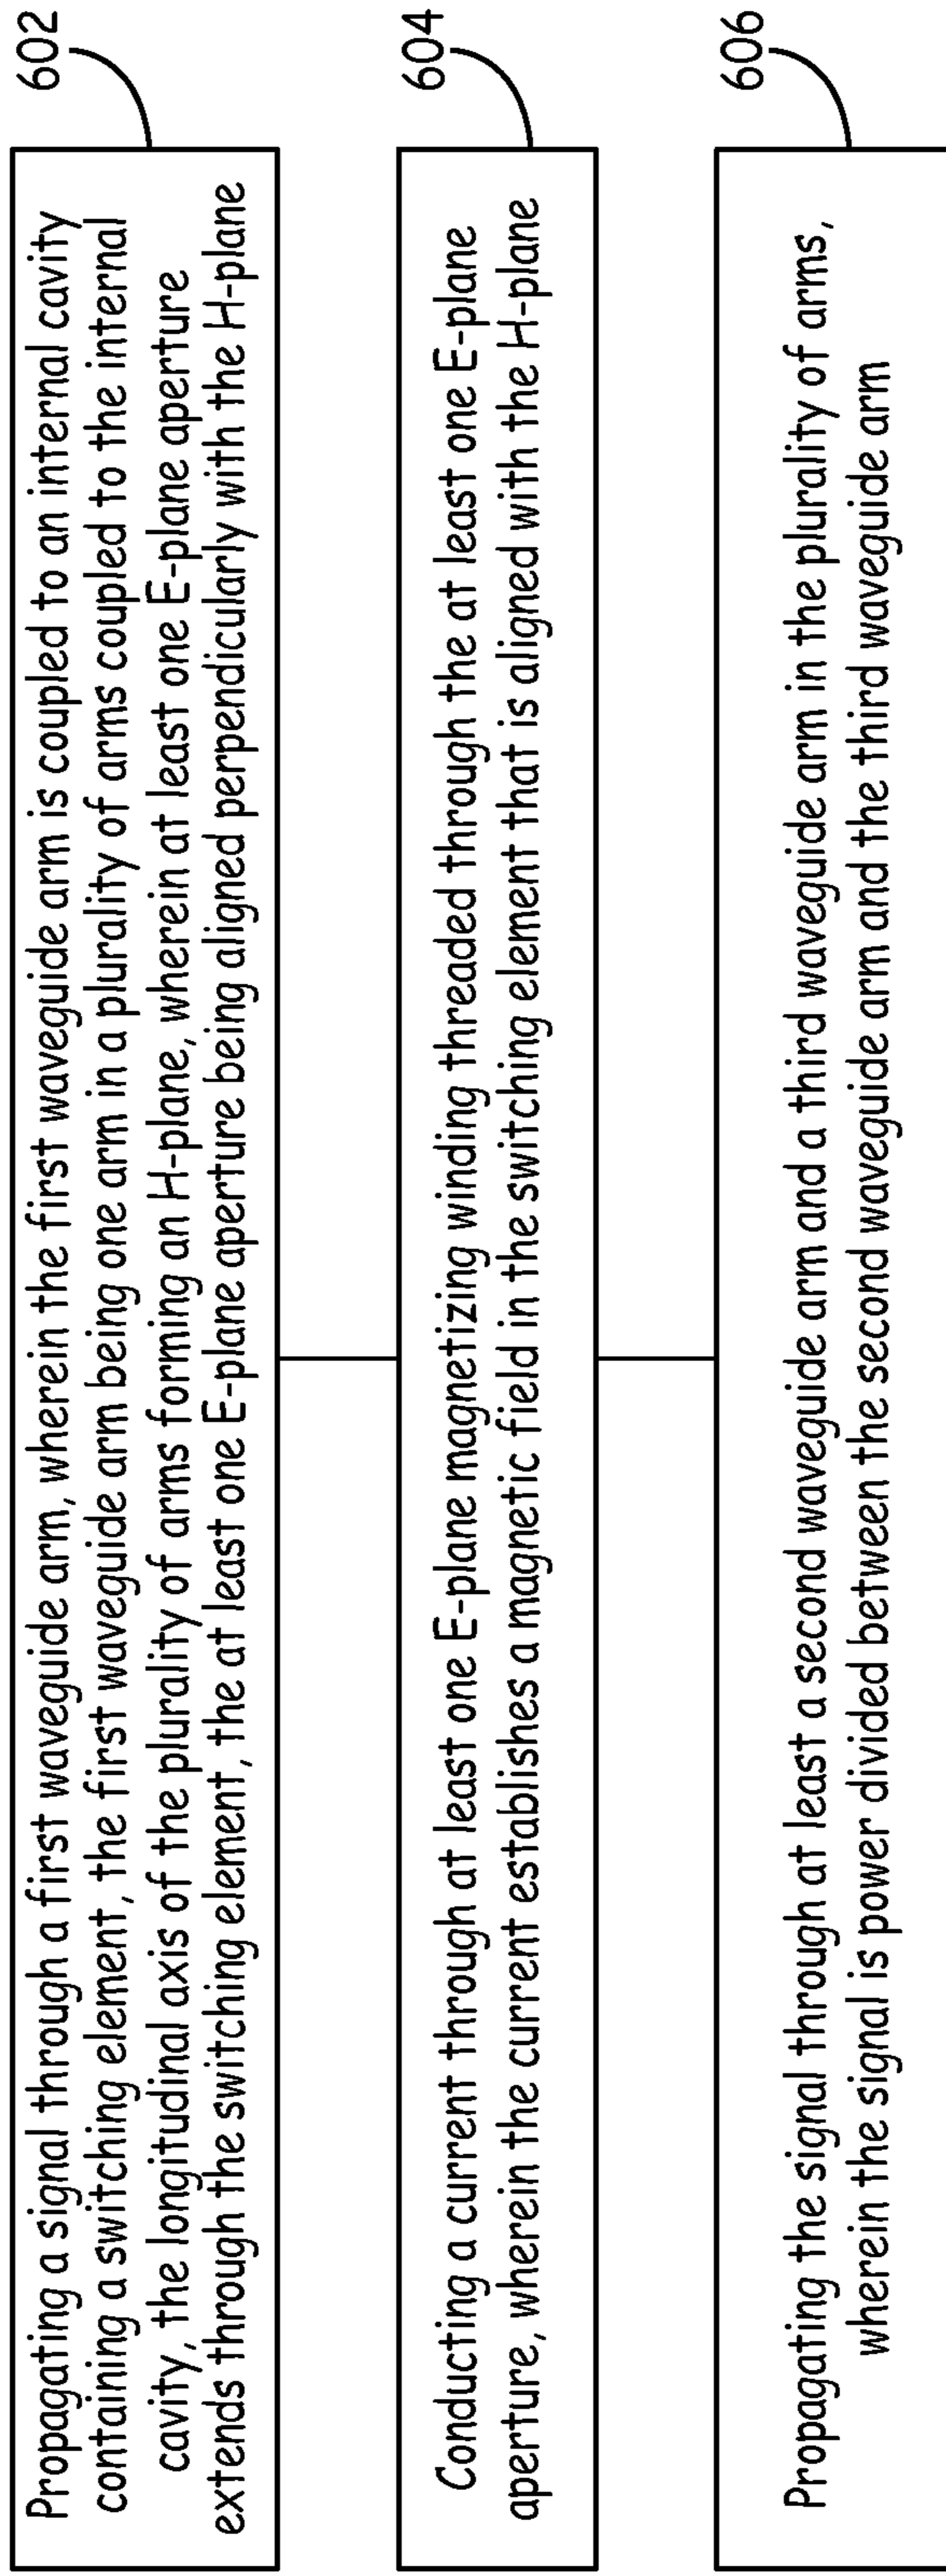 602
Propagating a signal through a first waveguide arm, wherein the first waveguide arm is coupled to an internal cavity
containing a switching element, the first waveguide arm being one arm in a plurality of arms coupled to the internal
cavity, the longitudinal axis of the plurality of arms forming an H-plane, wherein at least one E-plane aperture
extends through the switching element, the at least one E-plane aperture being aligned perpendicularly with the H-plane
604
Conducting a current through at least one E-plane magnetizing winding threaded through the at least one E-plane
aperture, wherein the current establishes a magnetic field in the switching element that is aligned with the H-plane
606
Propagating the signal through at least a second waveguide arm and a third waveguide arm in the plurality of arms,
wherein the signal is power divided between the second waveguide arm and the third waveguide arm